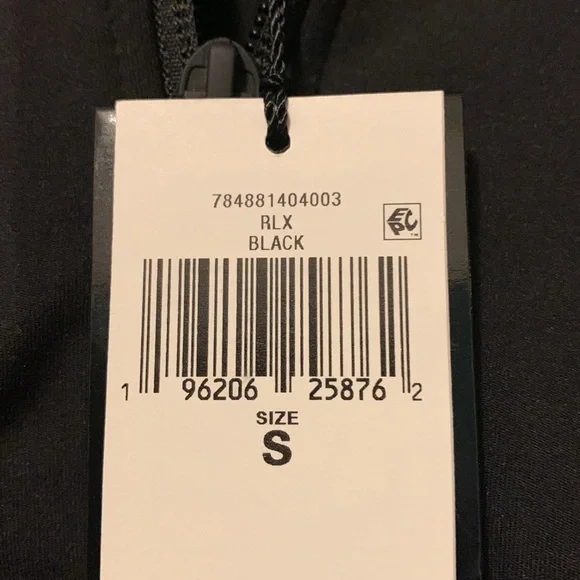 784881404003
RLX
BLACK
EPC
1 96206 25876 2
SIZE
S